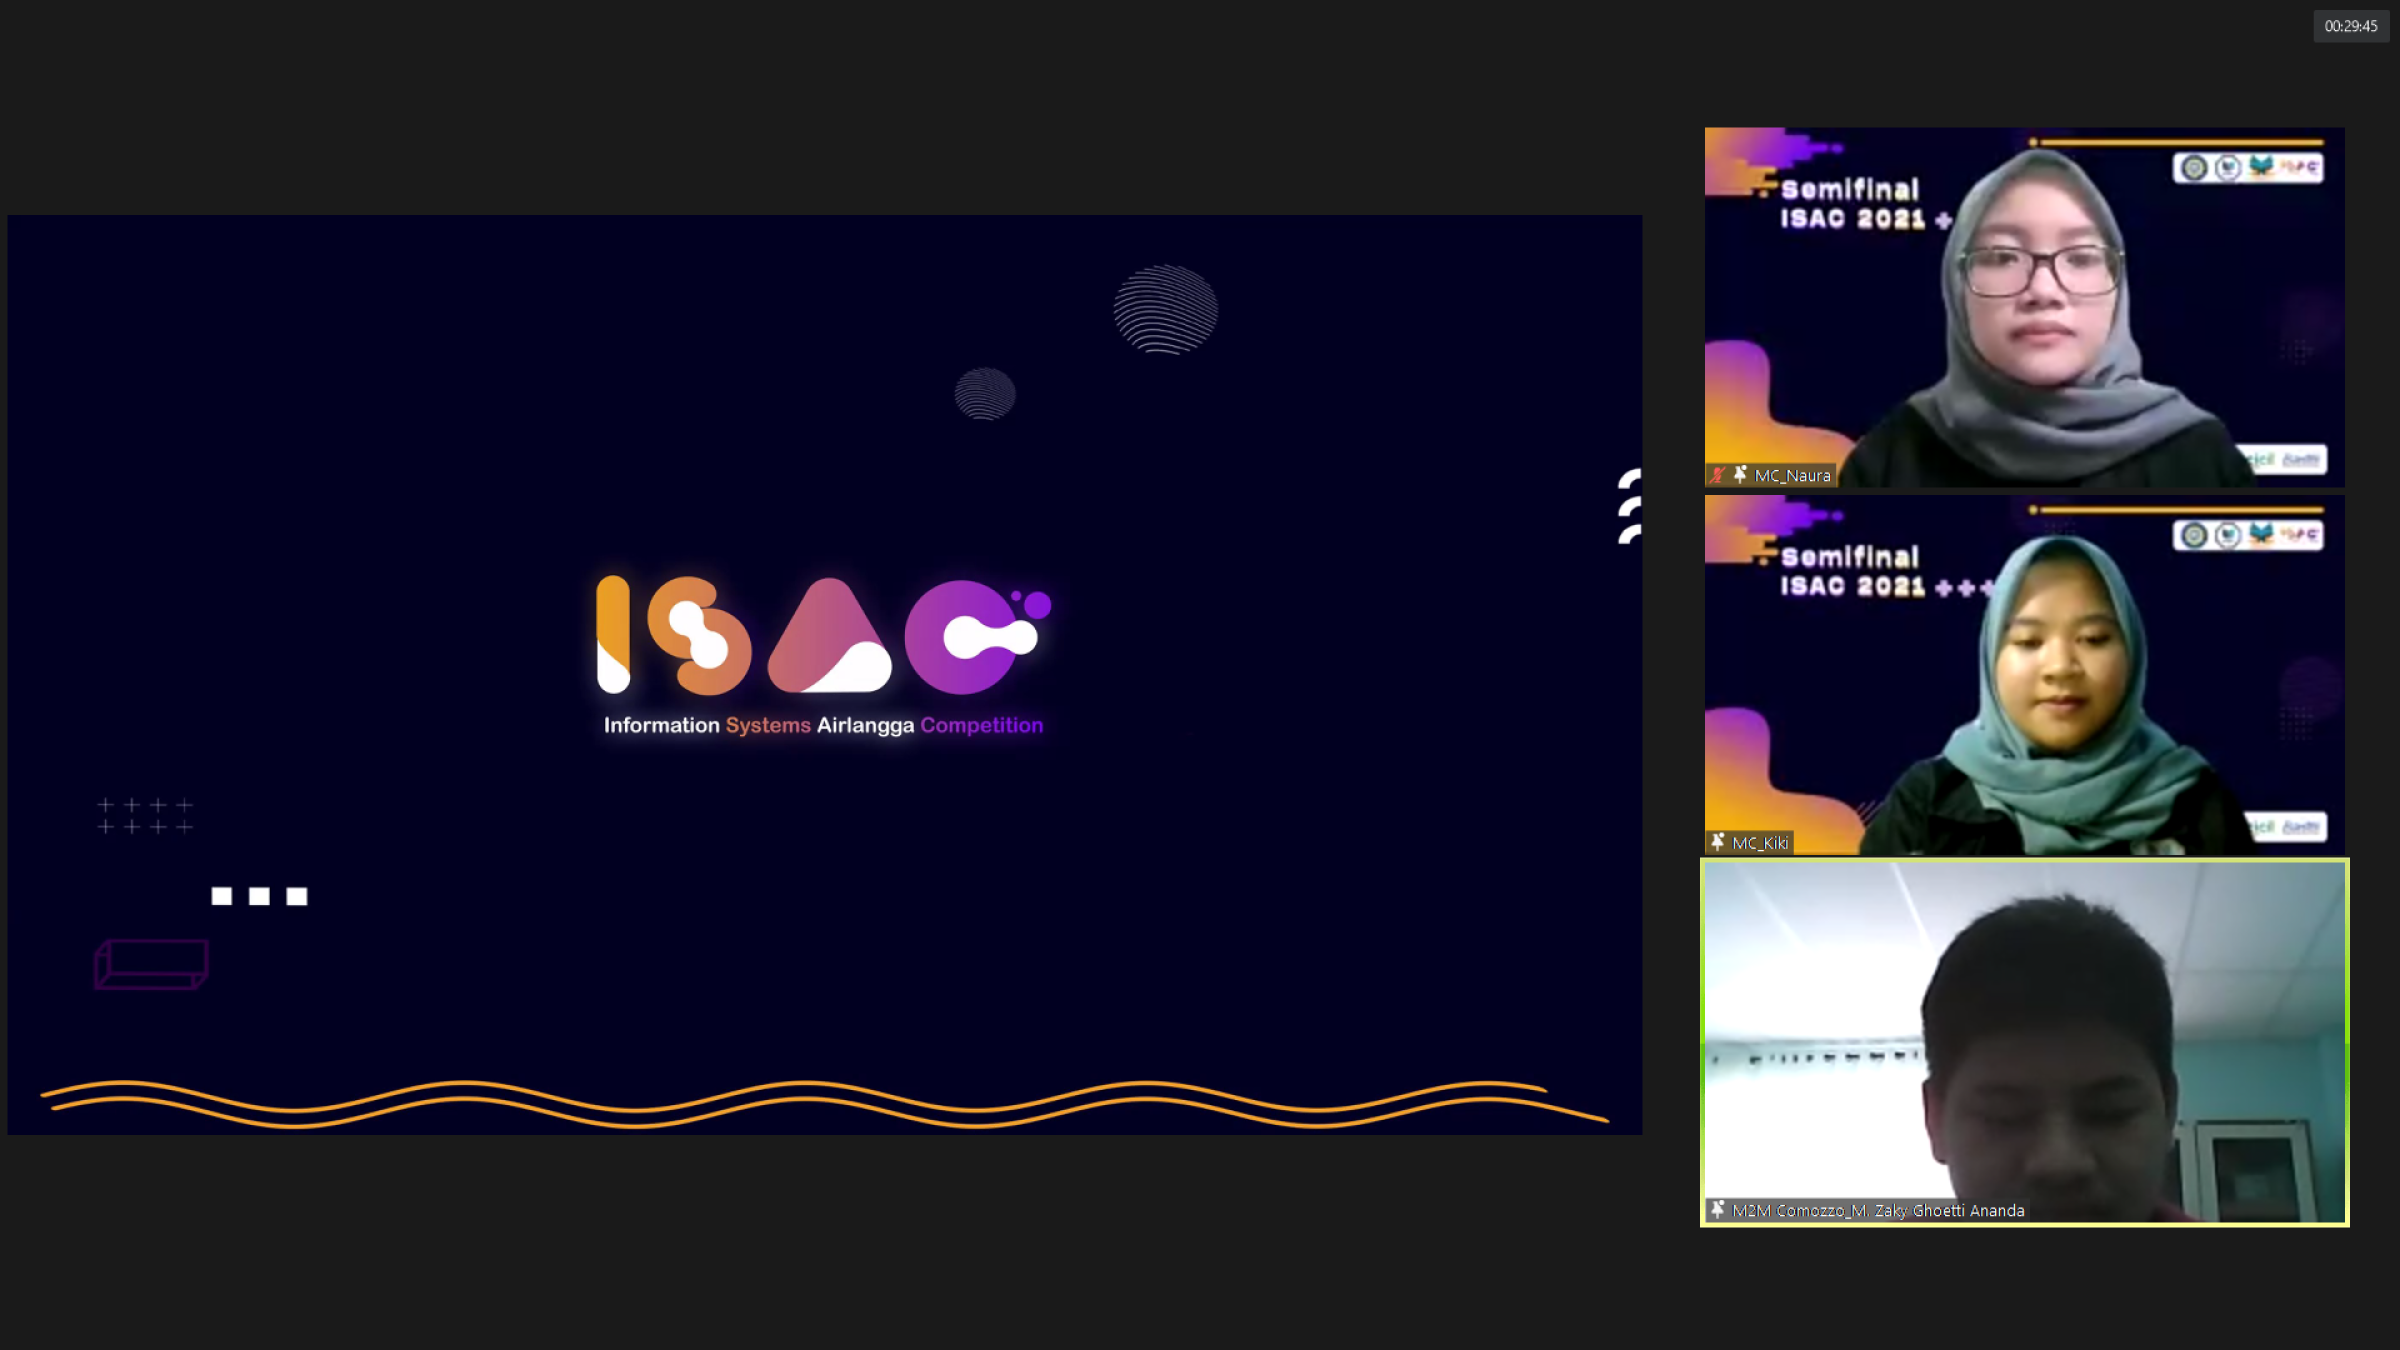 00:29:45
ISAC
Information Systems Airlangga Competition
Semifinal
ISAC 2021
MC_Naura
Semifinal
ISAC 2021 +++
MC_Kiki
M2M Comozzo_M. Zaky Ghoetti Ananda